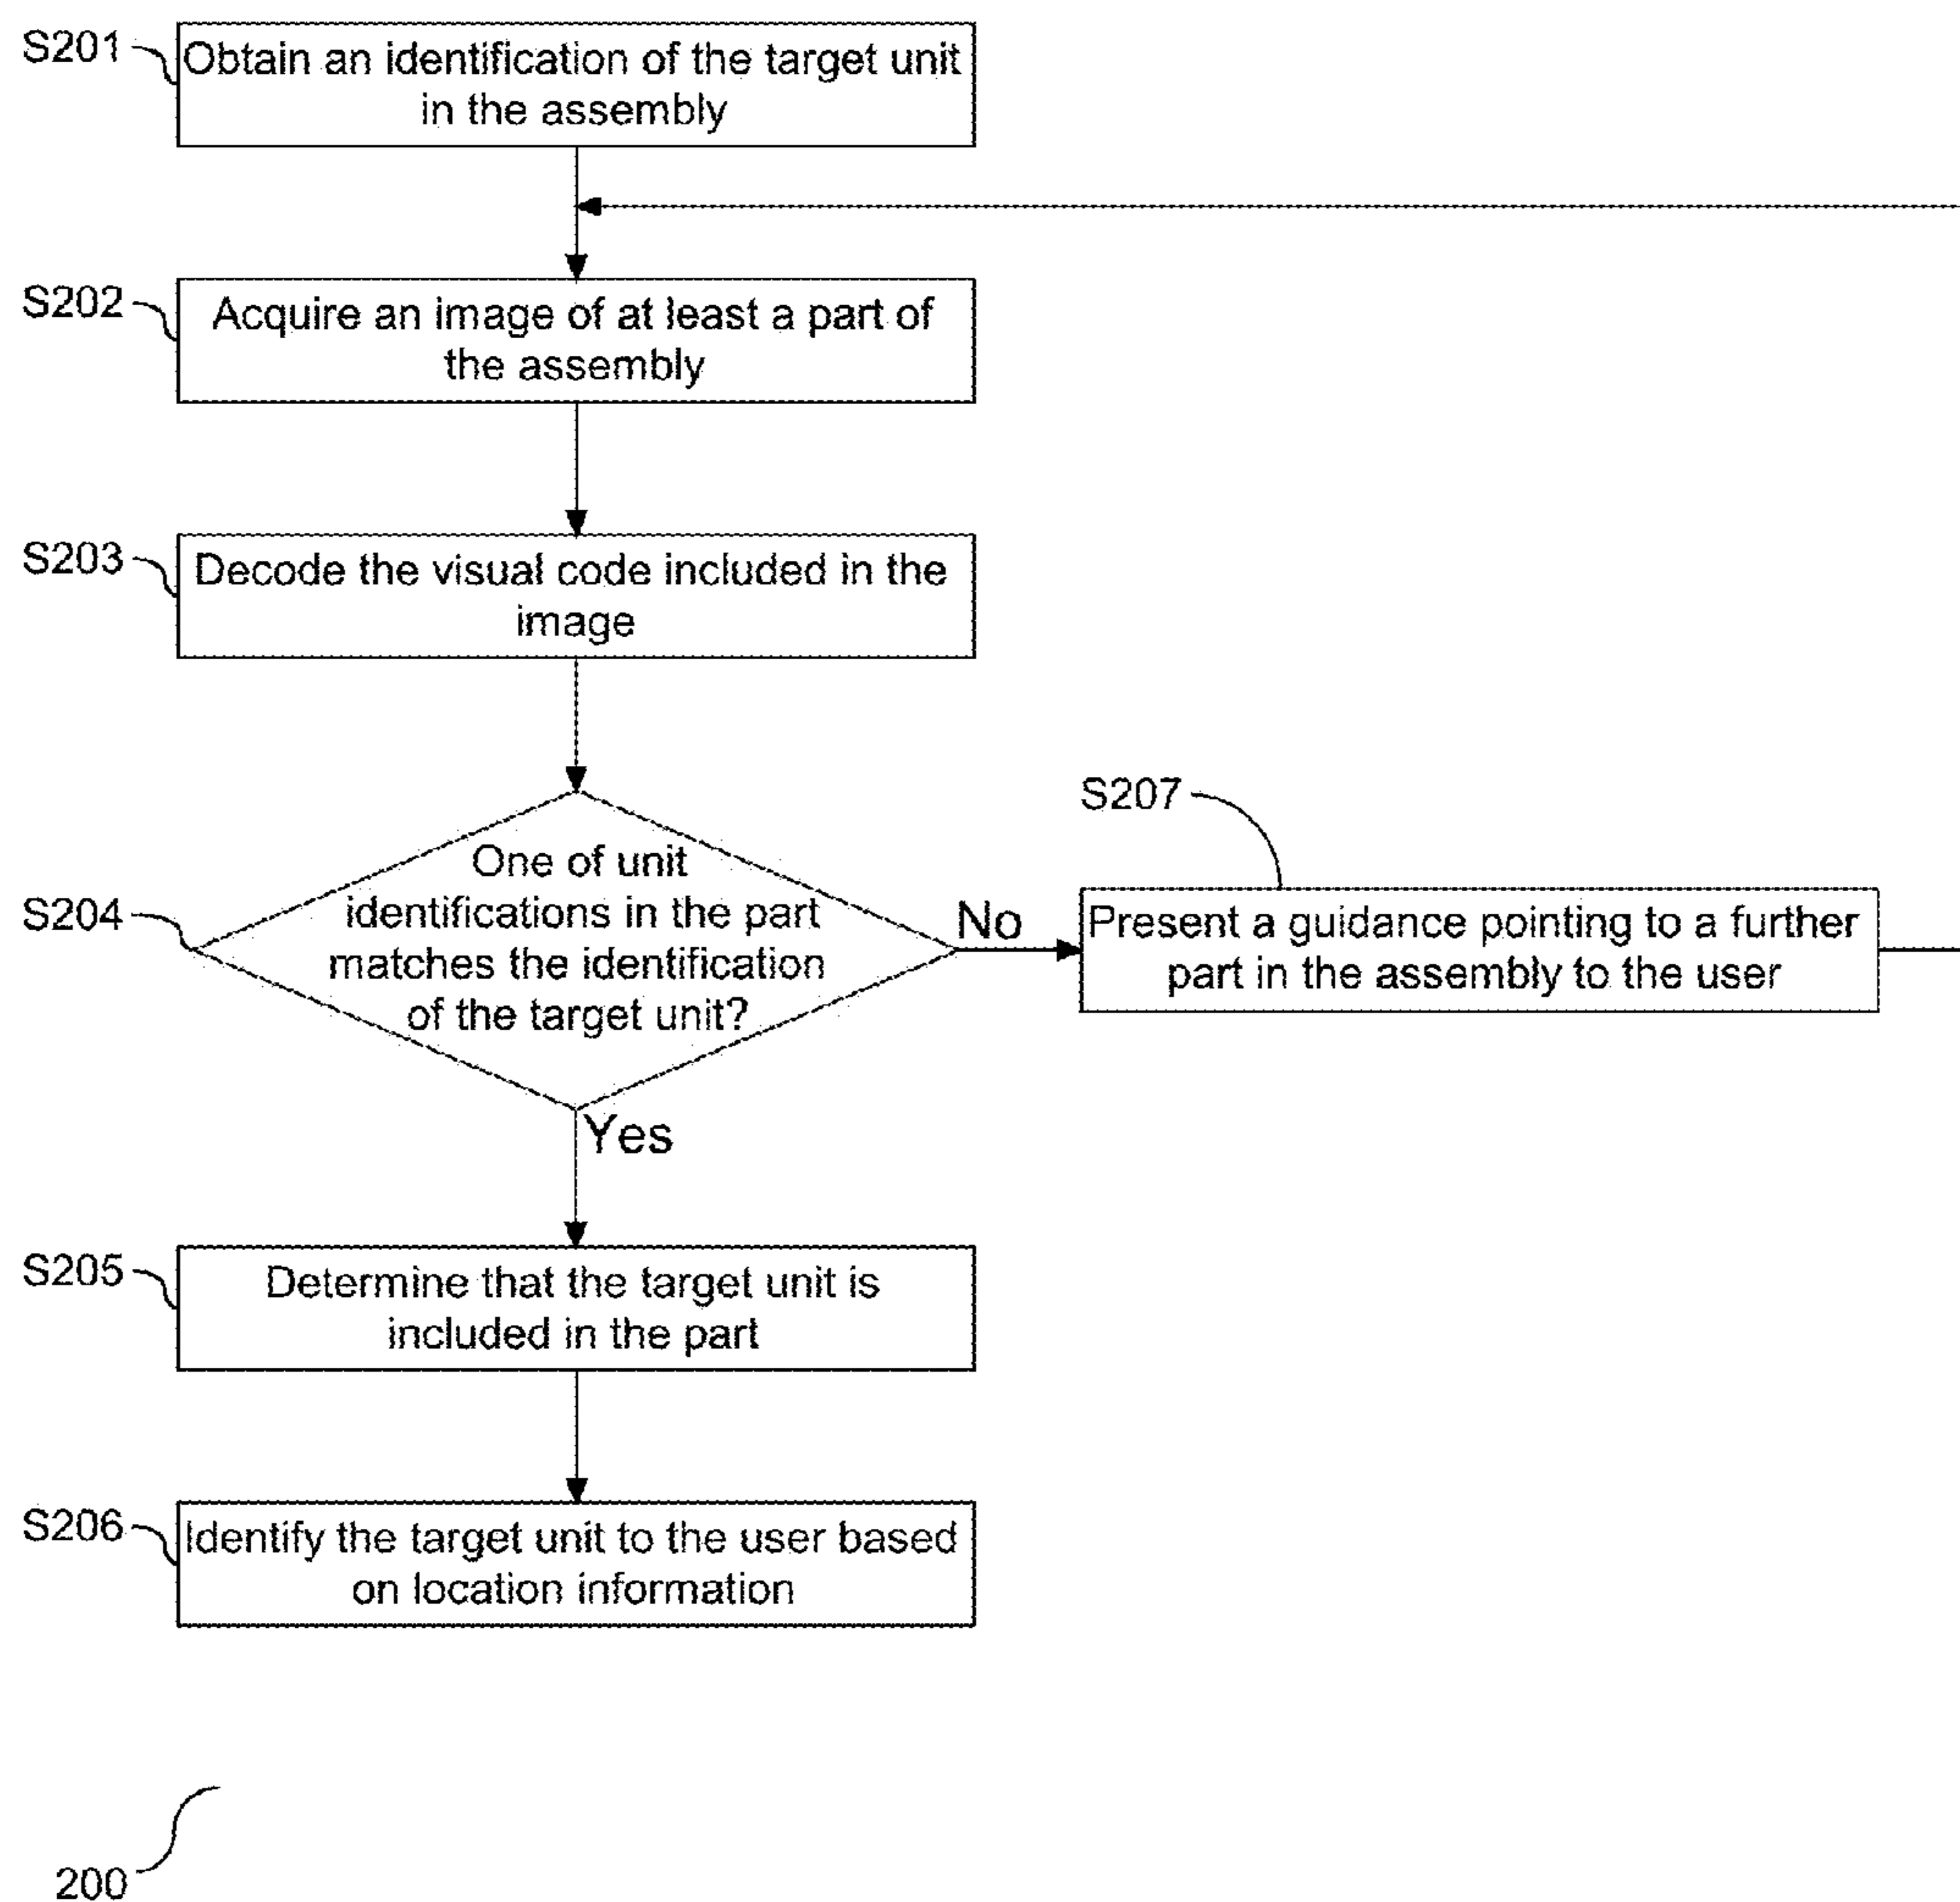 S201
Obtain an identification of the target unit
in the assembly
S202
Acquire an image of at least a part of
the assembly
S203
Decode the visual code included in the
image
S204
One of unit
identifications in the part
matches the identification
of the target unit?
No
S207
Present a guidance pointing to a further
part in the assembly to the user
Yes
S205
Determine that the target unit is
included in the part
S206
Identify the target unit to the user based
on location information
200